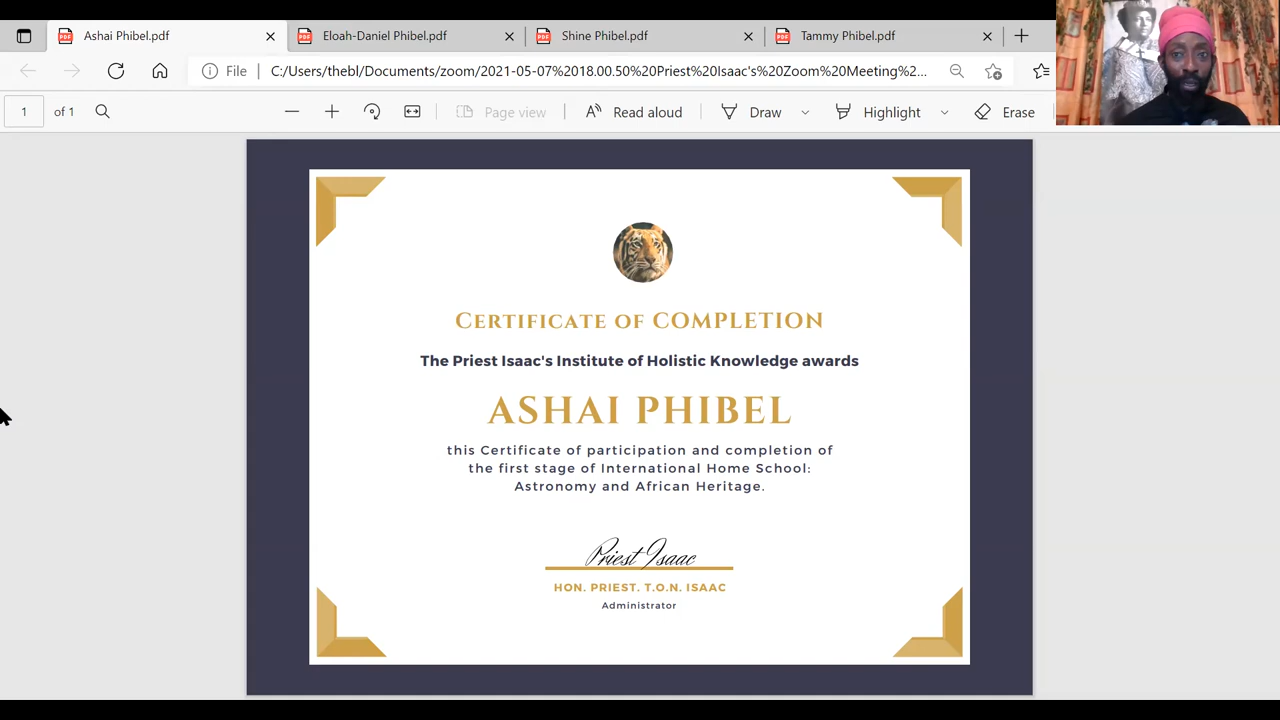 Ashai Phibel.pdf
Eloah-Daniel Phibel.pdf
Shine Phibel.pdf
Tammy Phibel.pdf
File
C:/Users/thebl/Documents/zoom/2021-05-07%2018.00.50%20Priest%20Isaac's%20Zoom%20Meeting%2...
1 of 1
Page view
Read aloud
Draw
Highlight
Erase
Certificate of COMPLETION
The Priest Isaac's Institute of Holistic Knowledge awards
ASHAI PHIBEL
this Certificate of participation and completion of
the first stage of International Home School:
Astronomy and African Heritage.
Priest Isaac
HON. PRIEST. T.O.N. ISAAC
Administrator